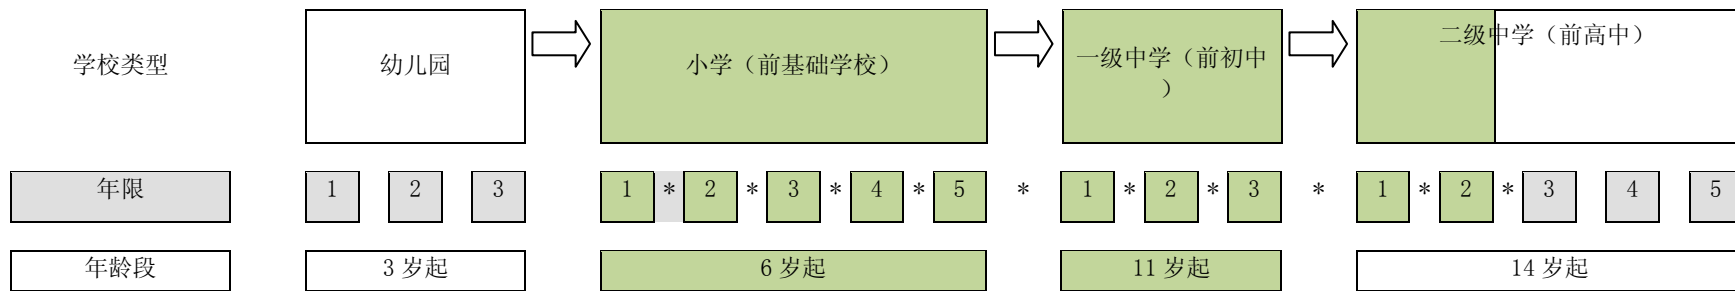 学校类型 幼儿园 小学（前基础学校） 一级中学（前初中） 二级中学（前高中）
年限 1 2 3 1 * 2 * 3 * 4 * 5 * 1 * 2 * 3 * 1 * 2 * 3 4 5
年龄段 3 岁起 6 岁起 11 岁起 14 岁起